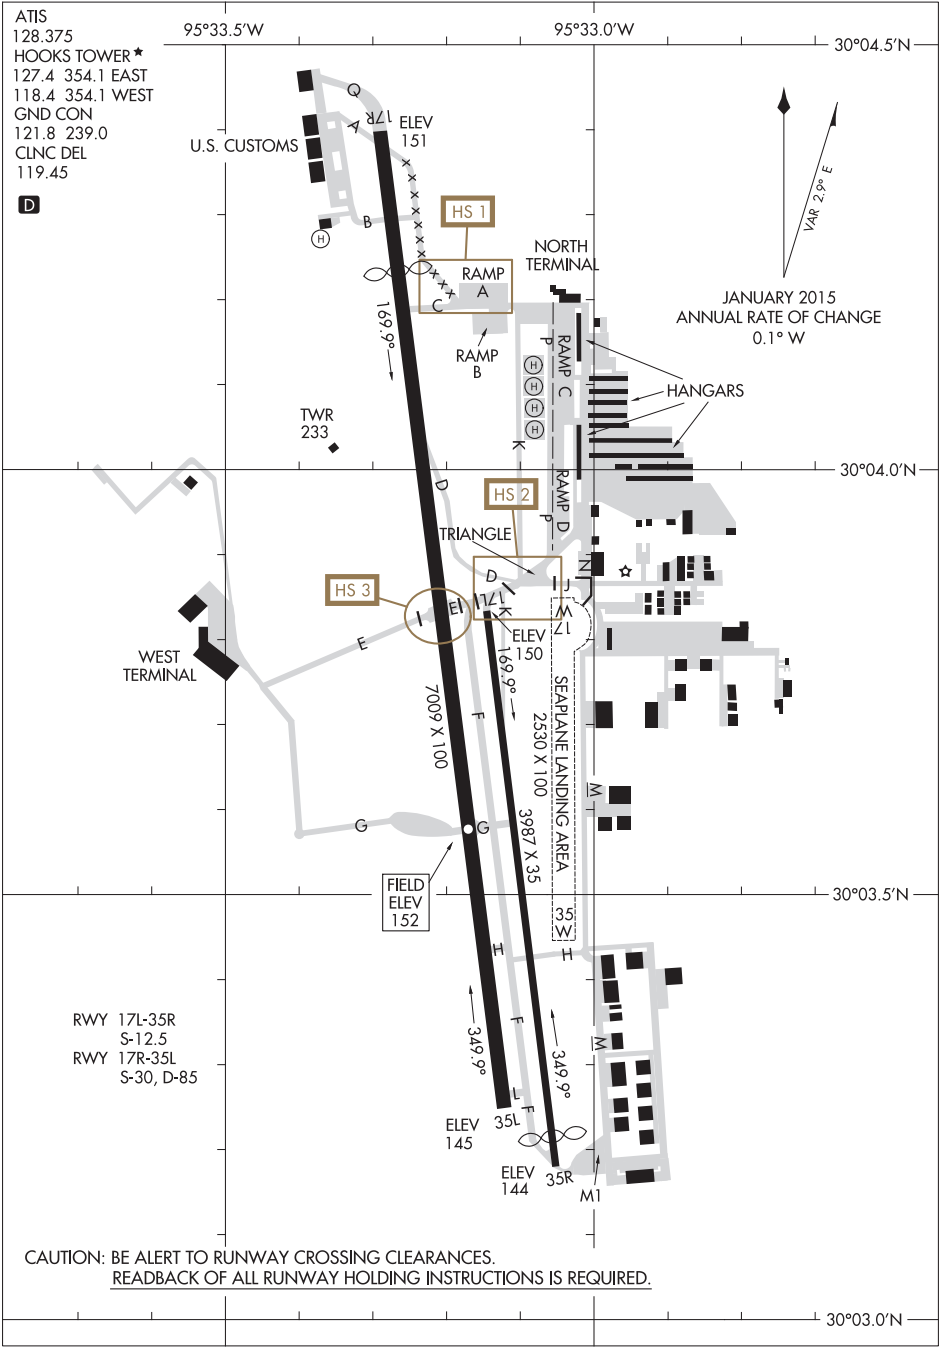 ATIS
128.375
HOOKS TOWER ★
127.4 354.1 EAST
118.4 354.1 WEST
GND CON
121.8 239.0
CLNC DEL
119.45
D
95°33.5'W
95°33.0'W
30°04.5'N
Q
17R
A
ELEV
151
U.S. CUSTOMS
B
H
HS 1
VAR 2.9° E
NORTH
TERMINAL
RAMP
A
C
JANUARY 2015
ANNUAL RATE OF CHANGE
0.1° W
169.9°
RAMP
B
P
RAMP C
H
H
H
H
HANGARS
TWR
233
K
30°04.0'N
D
HS 2
RAMP D
P
TRIANGLE
N
D
J
HS 3
E
17L
K
W
17
ELEV
150
E
WEST
TERMINAL
169.9°
7009 X 100
F
SEAPLANE LANDING AREA
2530 X 100
M
3987 X 35
G
G
FIELD
ELEV
152
30°03.5'N
35
W
H
H
RWY 17L-35R
S-12.5
RWY 17R-35L
S-30, D-85
349.9°
F
349.9°
M
L
F
ELEV
145
35L
ELEV
144
35R
M1
CAUTION: BE ALERT TO RUNWAY CROSSING CLEARANCES.
READBACK OF ALL RUNWAY HOLDING INSTRUCTIONS IS REQUIRED.
30°03.0'N